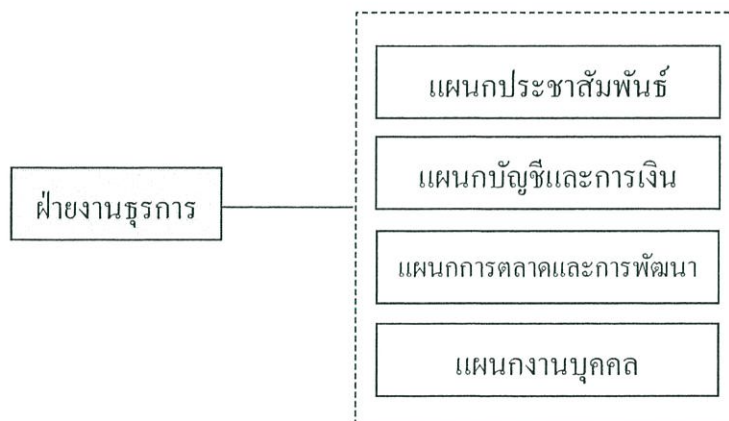 แผนกประชาสัมพันธ์
แผนกบัญชีและการเงิน
ฝ่ายงานธุรการ
แผนกการตลาดและการพัฒนา
แผนกงานบุคคล